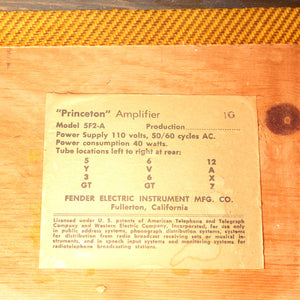 "Princeton" Amplifier 1G
Model 5F2-A Production
Power Supply 110 volts, 50/60 cycles AC.
Power consumption 40 watts.
Tube locations left to right at rear:
5 6 12
Y V A
3 6 X
GT GT 7
FENDER ELECTRIC INSTRUMENT MFG. CO.
Fullerton, California
Licensed under U. S. patents of American Telephone and Telegraph
Company and Western Electric Company, Incorporated, for use only
in public address systems, phonograph distribution systems, systems
for distribution from radio broadcast receiving sets or musical in-
struments, and in speech input systems and monitoring systems for
radiotelephone broadcasting stations.